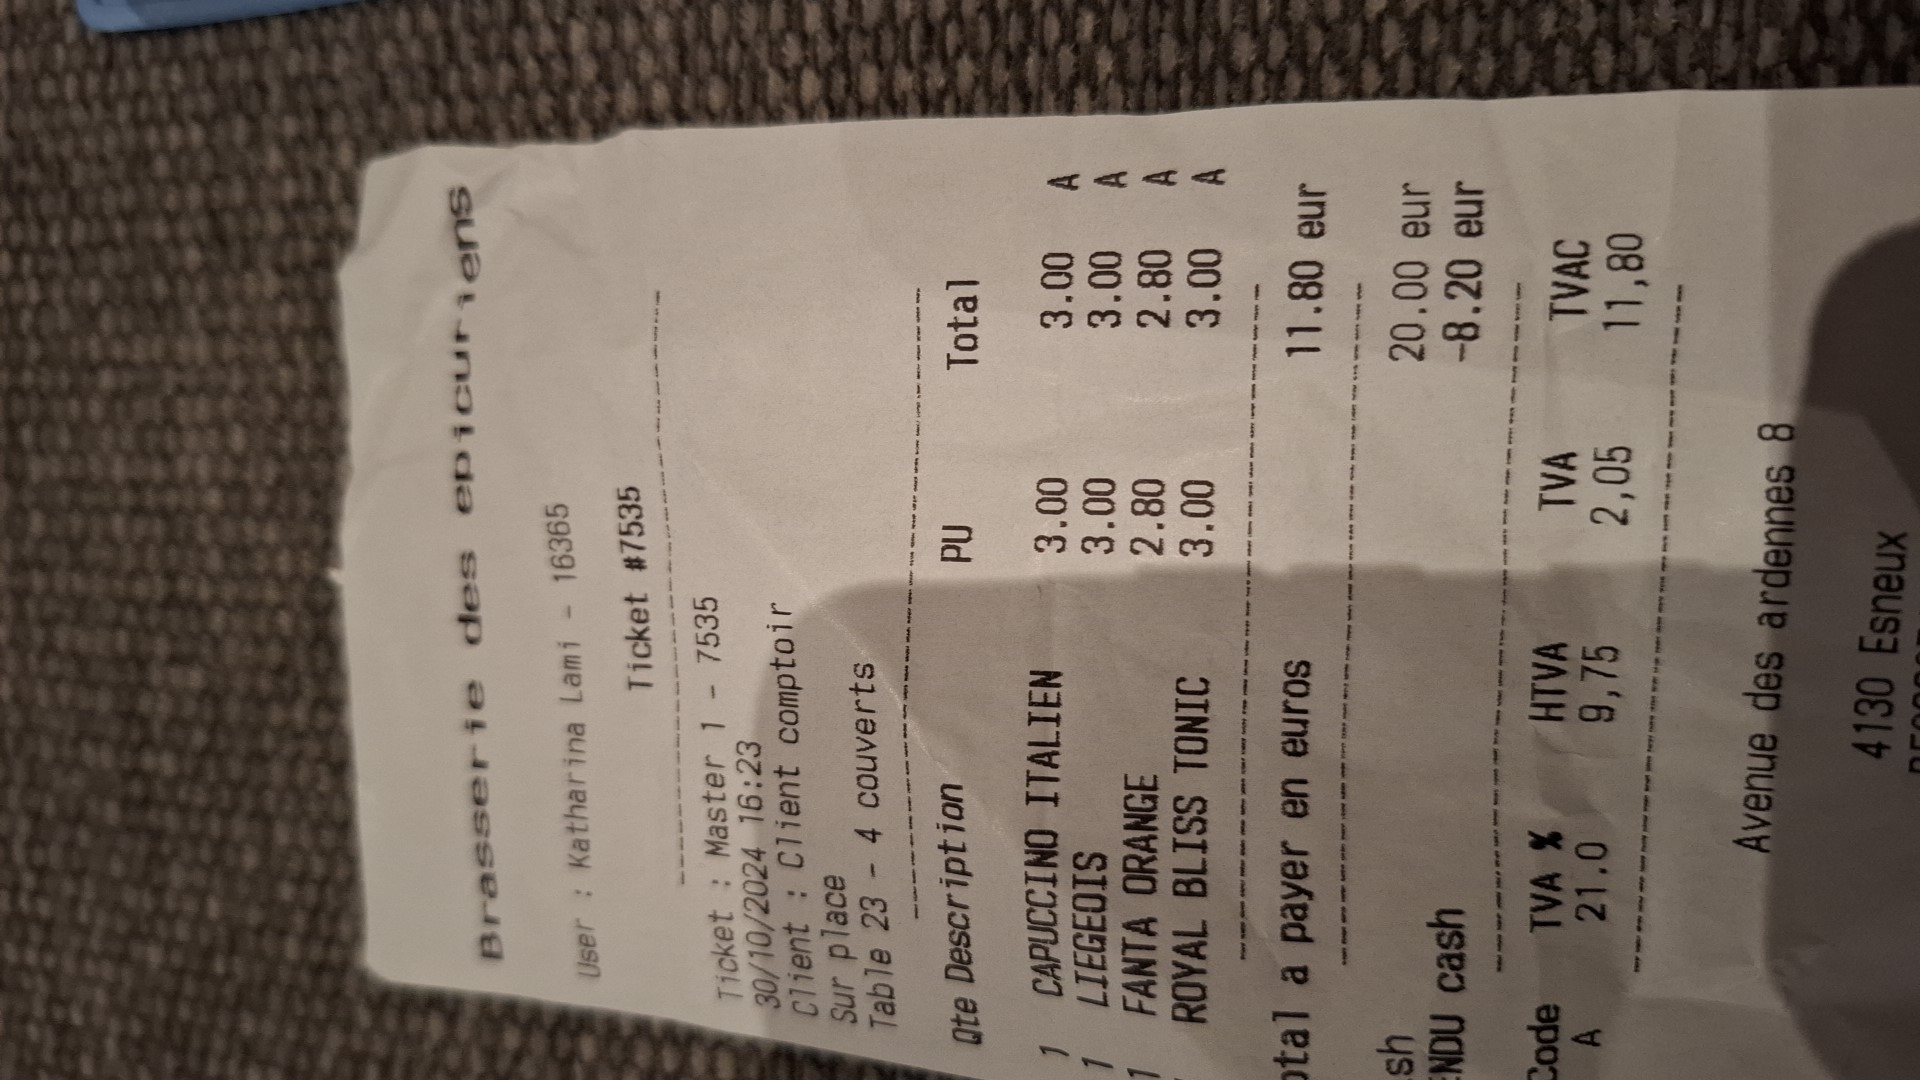 Brasserie des epicuriens
User : Katharina Lami - 16365
Ticket #7535
Ticket : Master 1 - 7535
30/10/2024 16:23
Client : Client comptoir
Sur place
Table 23 - 4 couverts
Qte Description PU Total
1 CAPUCCINO ITALIEN 3.00 3.00 A
1 LIEGEOIS 3.00 3.00 A
1 FANTA ORANGE 2.80 2.80 A
ROYAL BLISS TONIC 3.00 3.00 A
otal a payer en euros 11.80 eur
sh 20.00 eur
ENDU cash -8.20 eur
Code TVA % HTVA TVA TVAC
A 21.0 9,75 2,05 11,80
Avenue des ardennes 8
4130 Esneux